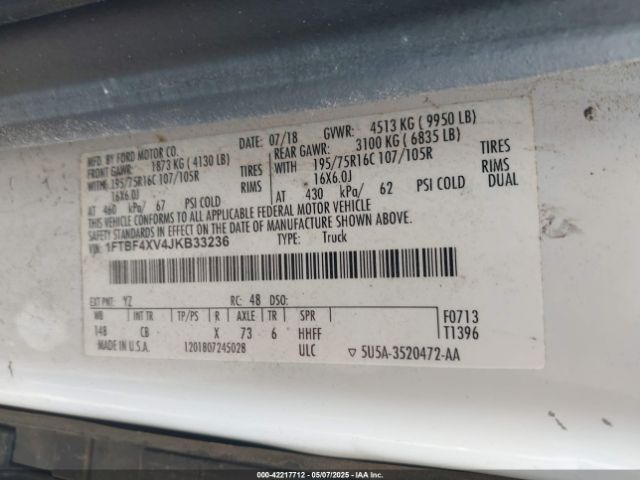 MFD. BY FORD MOTOR CO. DATE: 07/18 GVWR: 4513 KG ( 9950 LB)
FRONT GAWR: 1873 KG (4130 LB) REAR GAWR: 3100 KG ( 6835 LB)
WITH: 195/75R16C 107/105R TIRES WITH 195/75R16C 107/105R TIRES
16X6.0J RIMS 16X6.0J RIMS
AT 460 kPa/ 67 PSI COLD AT 430 kPa/ 62 PSI COLD DUAL
THIS VEHICLE CONFORMS TO ALL APPLICABLE FEDERAL MOTOR VEHICLE
SAFETY STANDARDS IN EFFECT ON THE DATE OF MANUFACTURE SHOWN ABOVE.
VIN: 1FTBF4XV4JKB33236 TYPE: Truck
EXT PNT: YZ RC: 48 DSO:
WB INT TR TP/PS R AXLE TR SPR F0713
148 CB X 73 6 HHFF T1396
MADE IN U.S.A. 1201807245028 ULC ▽ 5U5A-3520472-AA
000-42217712 - 05/07/2025 - IAA, Inc.